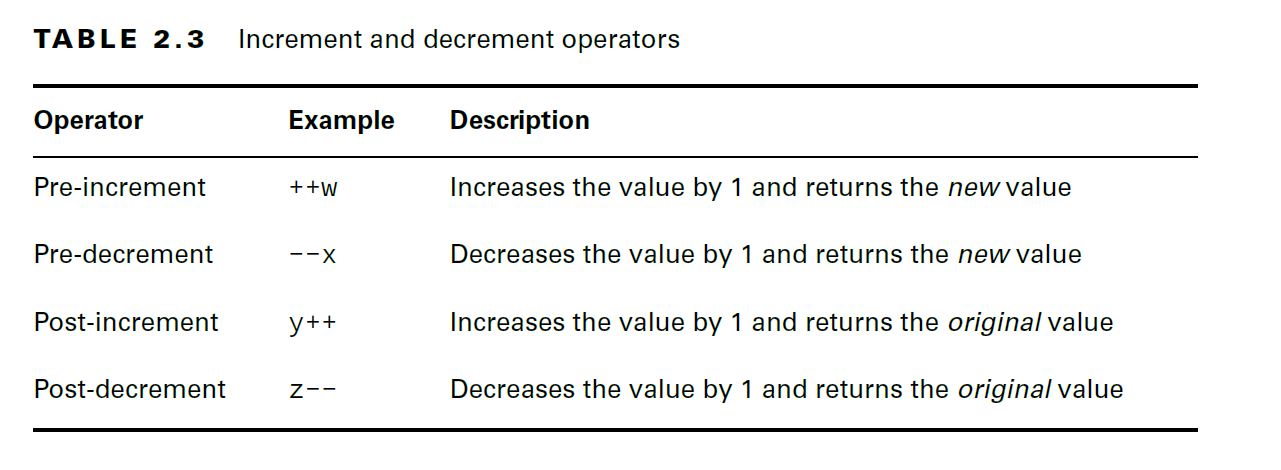 TABLE 2.3 Increment and decrement operators
Operator Example Description
Pre-increment ++w Increases the value by 1 and returns the new value
Pre-decrement --x Decreases the value by 1 and returns the new value
Post-increment y++ Increases the value by 1 and returns the original value
Post-decrement z-- Decreases the value by 1 and returns the original value